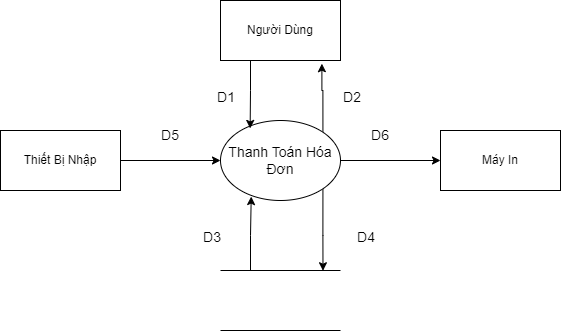 Người Dùng
D1
D2
D5
D6
Thiết Bị Nhập
Thanh Toán Hóa
Đơn
Máy In
D3
D4